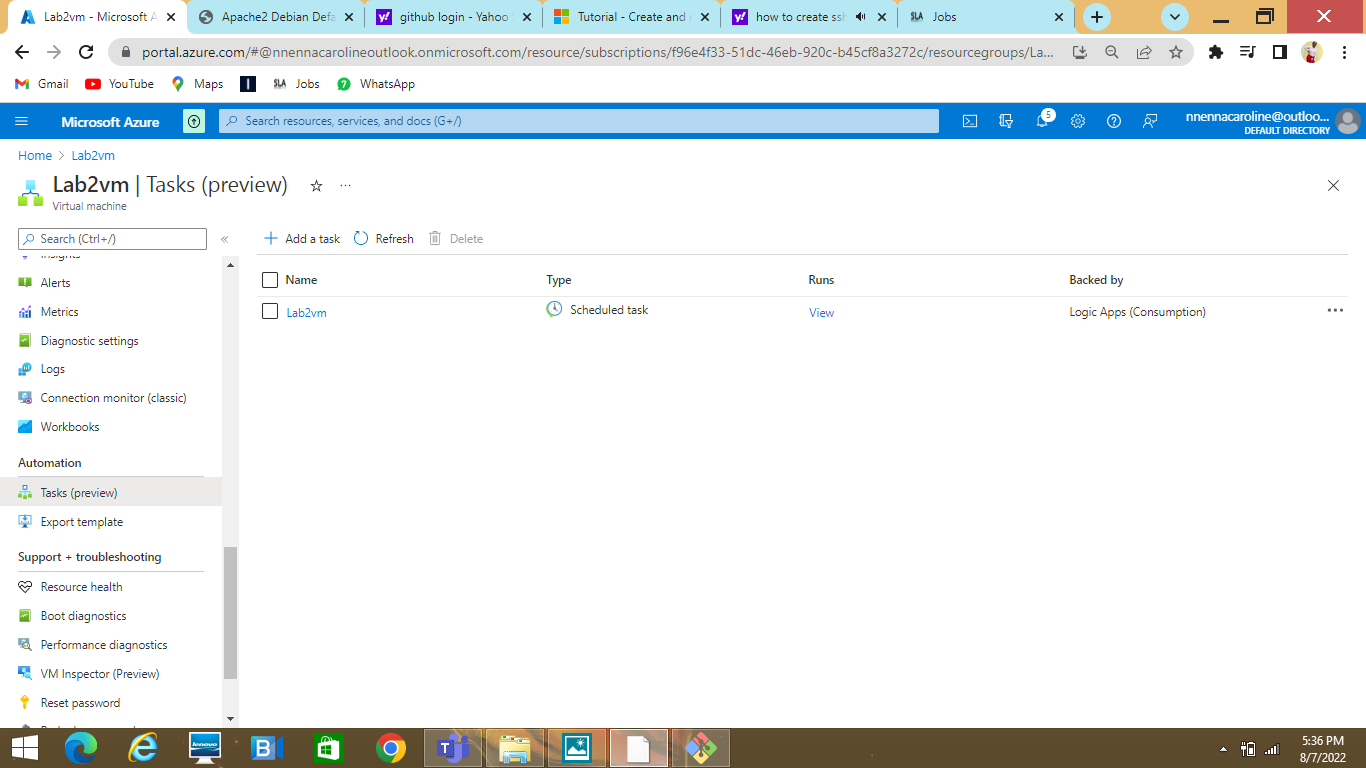 Lab2vm - Microsoft A
Apache2 Debian Defa
github login - Yahoo
Tutorial - Create and
how to create ssh
SLA Jobs
portal.azure.com/#@nnennacarolineoutlook.onmicrosoft.com/resource/subscriptions/f96e4f33-51dc-46eb-920c-b45cf8a3272c/resourcegroups/La...
Gmail YouTube Maps SLA Jobs WhatsApp
Microsoft Azure
Search resources, services, and docs (G+/)
5
nnennacaroline@outloo...
DEFAULT DIRECTORY
Home > Lab2vm
Lab2vm | Tasks (preview)
Virtual machine
Search (Ctrl+/)
«
Add a task Refresh Delete
Name Type Runs Backed by
Lab2vm Scheduled task View Logic Apps (Consumption)
Insights
Alerts
Metrics
Diagnostic settings
Logs
Connection monitor (classic)
Workbooks
Automation
Tasks (preview)
Export template
Support + troubleshooting
Resource health
Boot diagnostics
Performance diagnostics
VM Inspector (Preview)
Reset password
lenovo
5:36 PM
8/7/2022